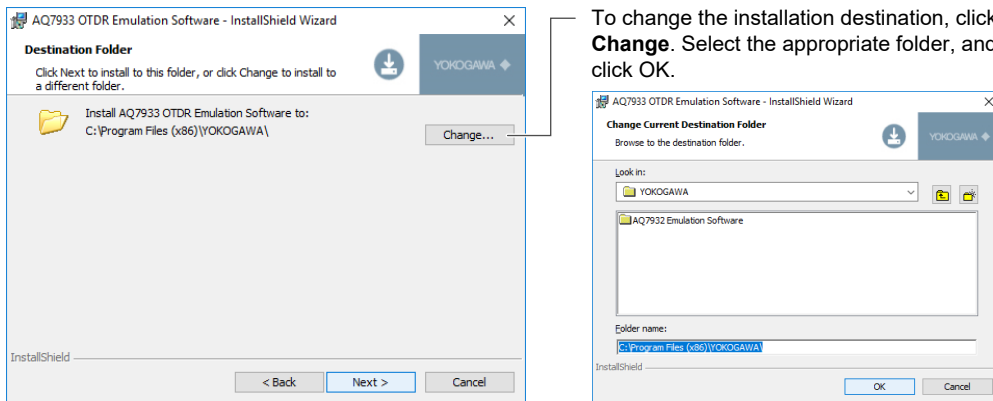 AQ7933 OTDR Emulation Software - InstallShield Wizard
Destination Folder
Click Next to install to this folder, or click Change to install to
a different folder.
YOKOGAWA
Install AQ7933 OTDR Emulation Software to:
C:\Program Files (x86)\YOKOGAWA\
Change...
InstallShield
< Back
Next >
Cancel
To change the installation destination, click
Change. Select the appropriate folder, and
click OK.
AQ7933 OTDR Emulation Software - InstallShield Wizard
Change Current Destination Folder
Browse to the destination folder.
YOKOGAWA
Look in:
YOKOGAWA
AQ7932 Emulation Software
Folder name:
C:\Program Files (x86)\YOKOGAWA\
InstallShield
OK
Cancel